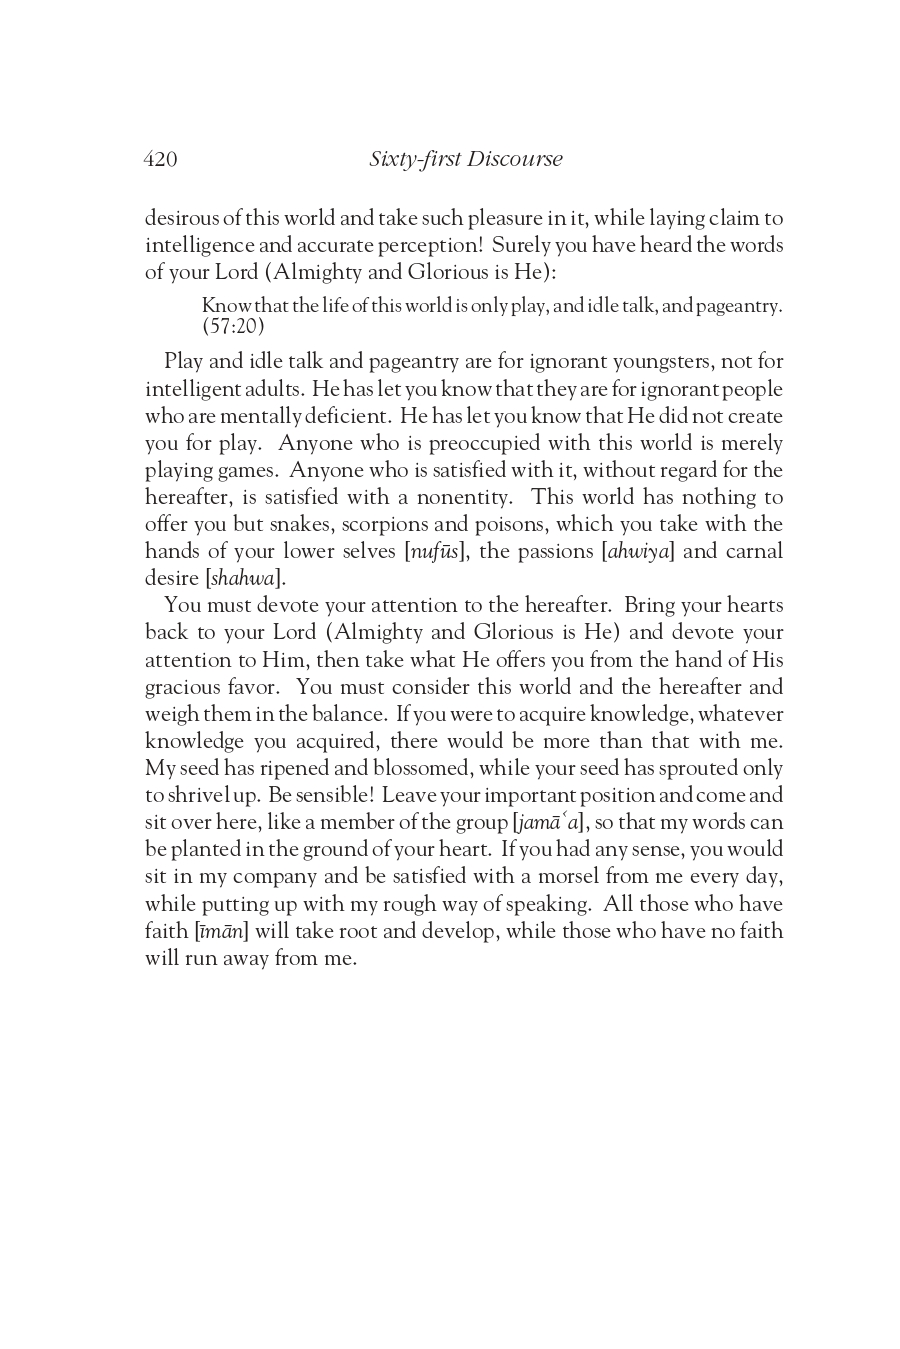 420 Sixty-first Discourse
desirous of this world and take such pleasure in it, while laying claim to
intelligence and accurate perception! Surely you have heard the words
of your Lord (Almighty and Glorious is He):
Know that the life of this world is only play, and idle talk, and pageantry.
(57:20)
Play and idle talk and pageantry are for ignorant youngsters, not for
intelligent adults. He has let you know that they are for ignorant people
who are mentally deficient. He has let you know that He did not create
you for play. Anyone who is preoccupied with this world is merely
playing games. Anyone who is satisfied with it, without regard for the
hereafter, is satisfied with a nonentity. This world has nothing to
offer you but snakes, scorpions and poisons, which you take with the
hands of your lower selves [nufūs], the passions [ahwiya] and carnal
desire [shahwa].
You must devote your attention to the hereafter. Bring your hearts
back to your Lord (Almighty and Glorious is He) and devote your
attention to Him, then take what He offers you from the hand of His
gracious favor. You must consider this world and the hereafter and
weigh them in the balance. If you were to acquire knowledge, whatever
knowledge you acquired, there would be more than that with me.
My seed has ripened and blossomed, while your seed has sprouted only
to shrivel up. Be sensible! Leave your important position and come and
sit over here, like a member of the group [jamāʿa], so that my words can
be planted in the ground of your heart. If you had any sense, you would
sit in my company and be satisfied with a morsel from me every day,
while putting up with my rough way of speaking. All those who have
faith [īmān] will take root and develop, while those who have no faith
will run away from me.